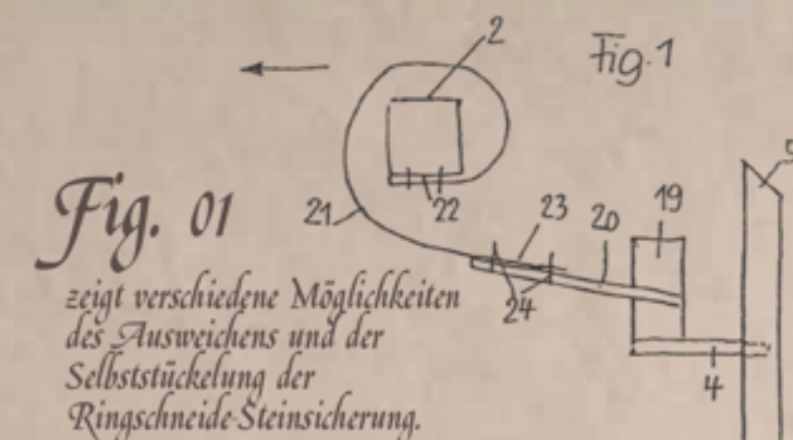 2
Fig. 1
Fig. 01
21
22
23
20
19
24
4
zeigt verschiedene Möglichkeiten
des Ausweichens und der
Selbststückelung der
Ringschneide-Steinsicherung.